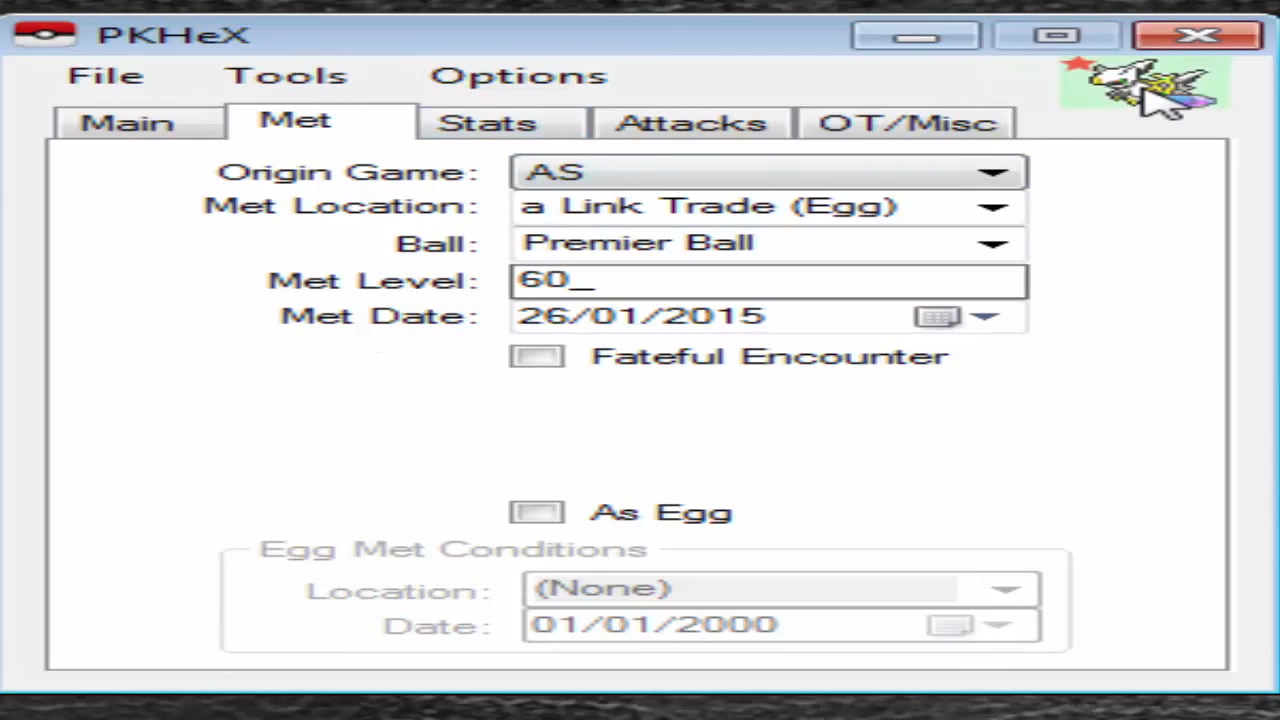 PKHeX
File Tools Options
Main Met Stats Attacks OT/Misc
Origin Game: AS
Met Location: a Link Trade (Egg)
Ball: Premier Ball
Met Level: 60_
Met Date: 26/01/2015
Fateful Encounter
As Egg
Egg Met Conditions
Location: (None)
Date: 01/01/2000